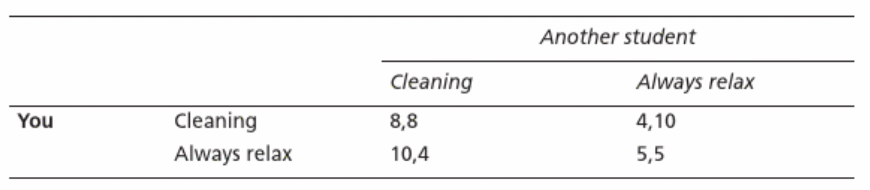 Another student
Cleaning Always relax
You Cleaning 8,8 4,10
Always relax 10,4 5,5